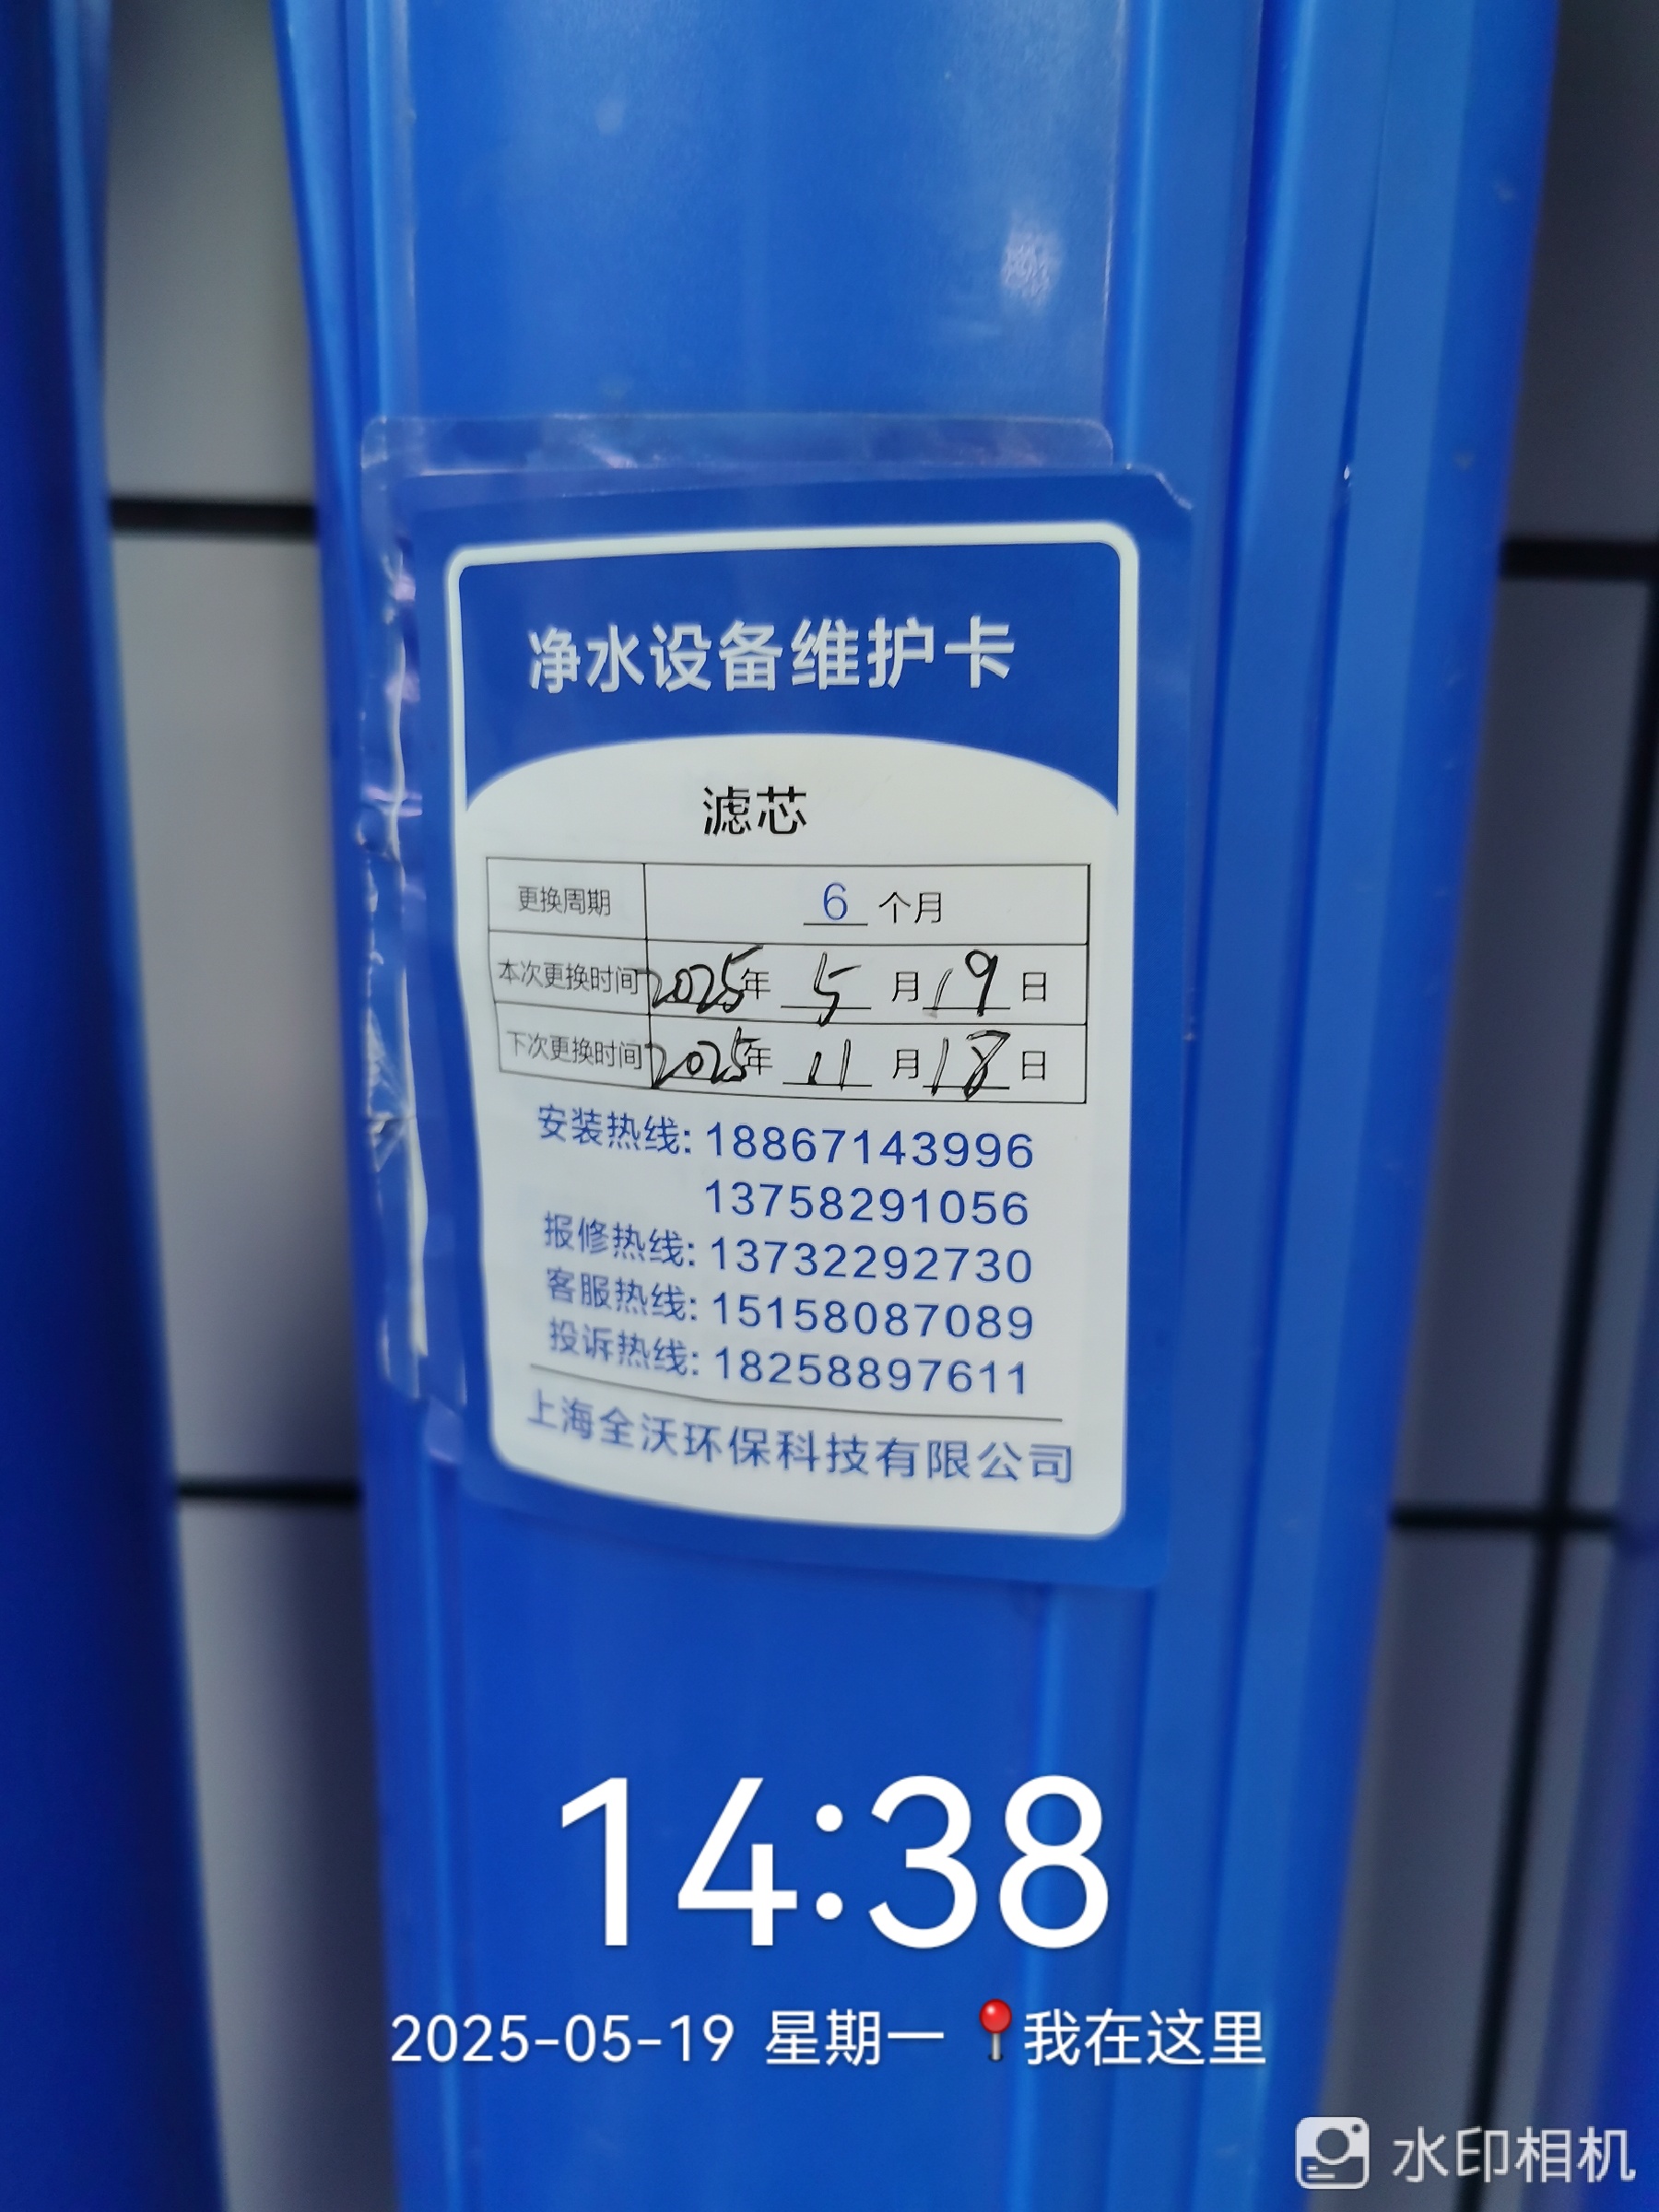 净水设备维护卡
滤芯
更换周期 6 个月
本次更换时间 2025年 5 月 19 日
下次更换时间 2025年 11 月 18 日
安装热线: 18867143996
13758291056
报修热线: 13732292730
客服热线: 15158087089
投诉热线: 18258897611
上海全沃环保科技有限公司
14:38
2025-05-19 星期一 📍我在这里
水印相机